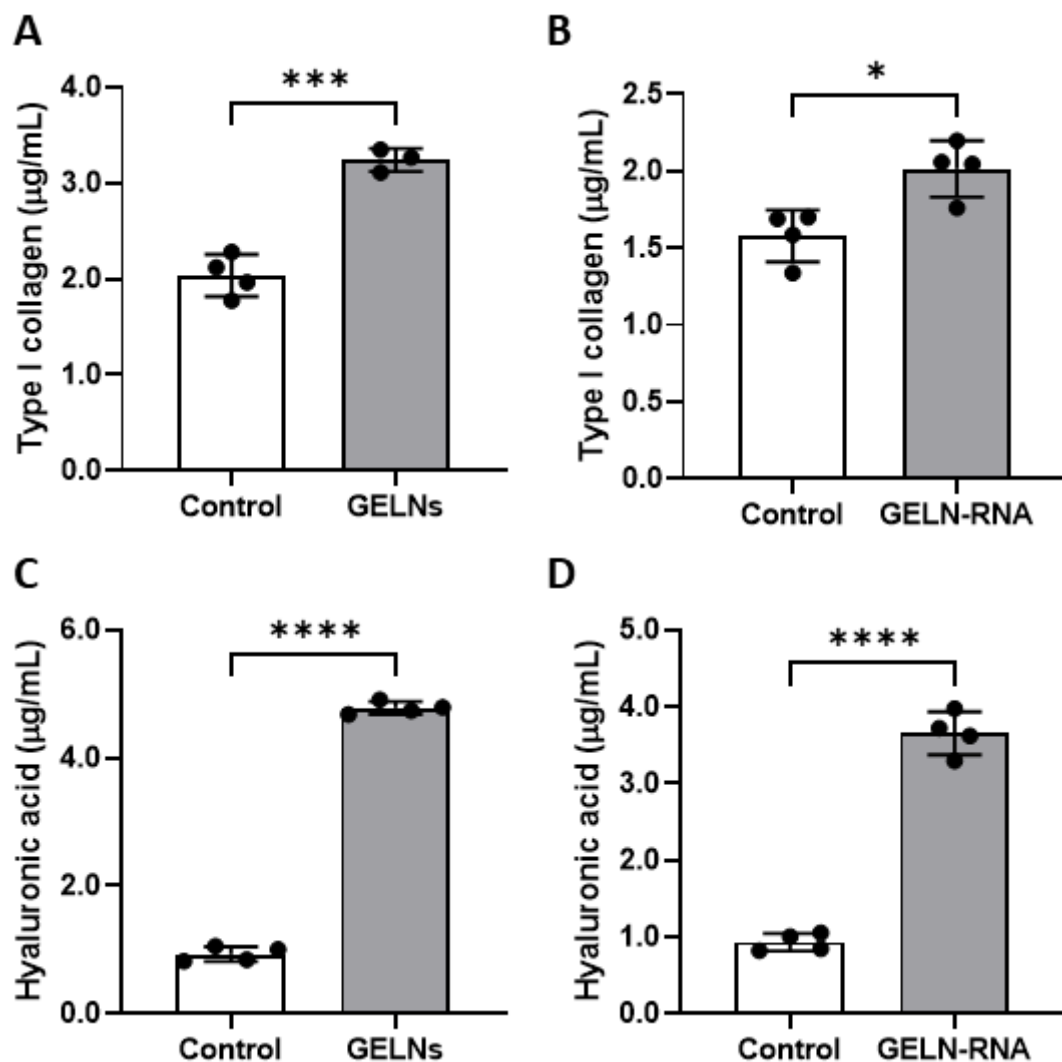 A
Type I collagen (μg/mL)
4.0
3.0
2.0
1.0
0.0
***
Control
GELNs
B
Type I collagen (μg/mL)
2.5
2.0
1.5
1.0
0.5
0.0
*
Control
GELN-RNA
C
Hyaluronic acid (μg/mL)
6.0
4.0
2.0
0.0
****
Control
GELNs
D
Hyaluronic acid (μg/mL)
5.0
4.0
3.0
2.0
1.0
0.0
****
Control
GELN-RNA